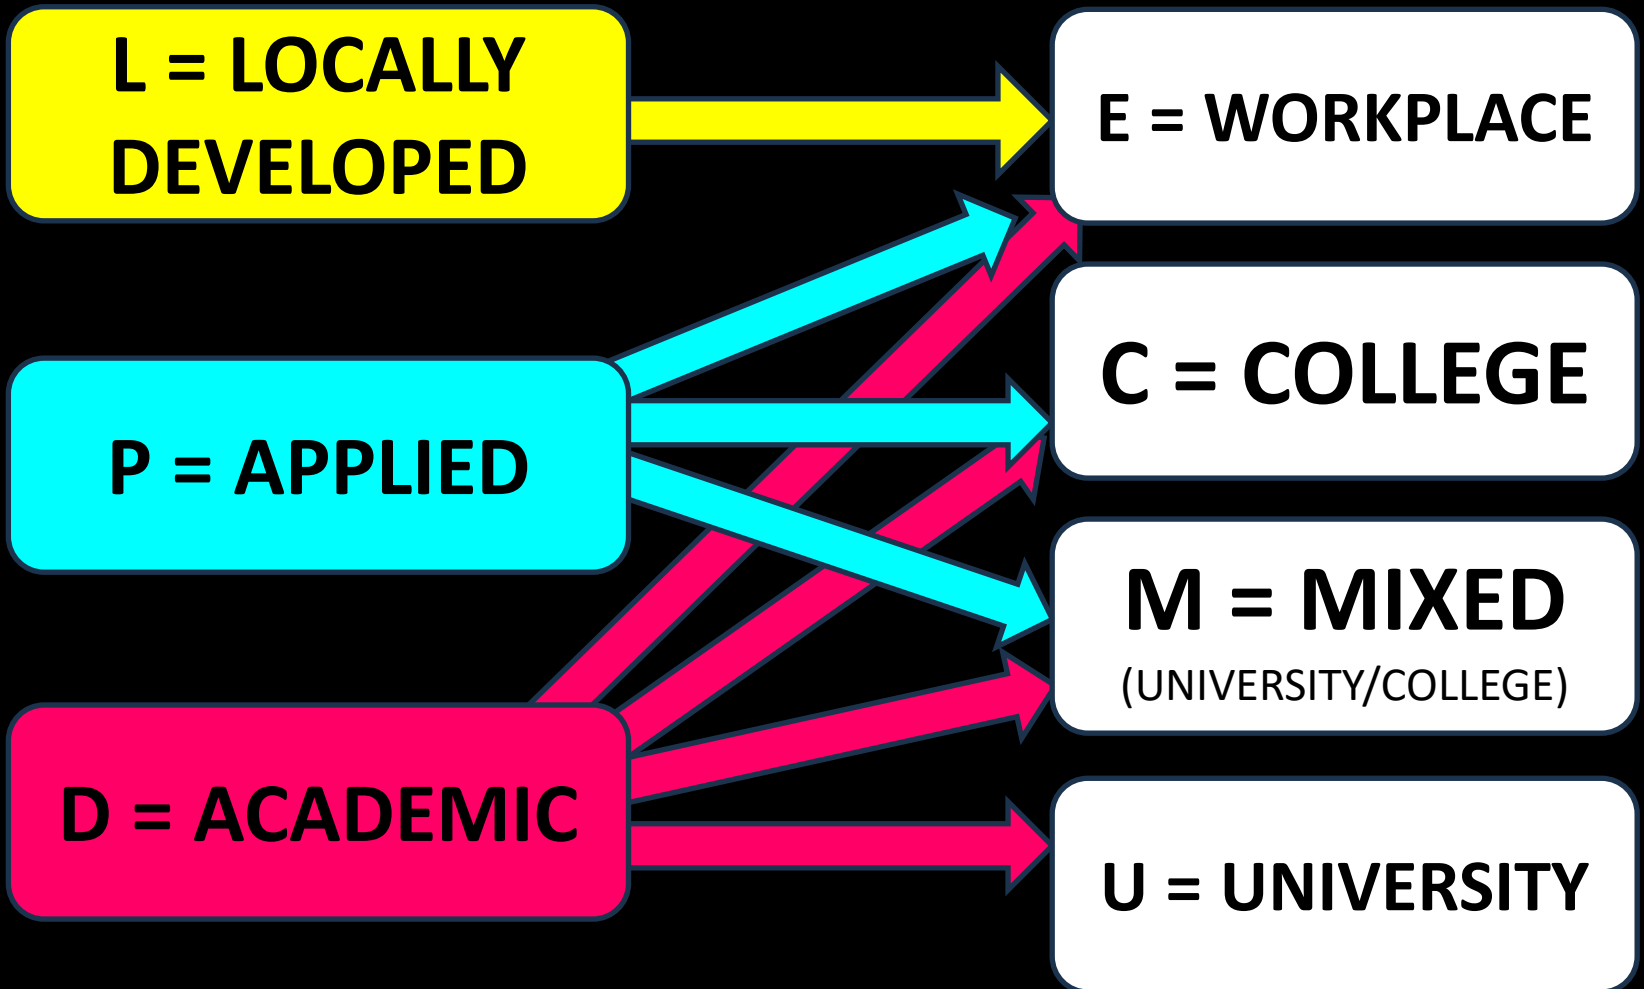 L = LOCALLY
DEVELOPED
E = WORKPLACE
P = APPLIED
C = COLLEGE
M = MIXED
(UNIVERSITY/COLLEGE)
D = ACADEMIC
U = UNIVERSITY